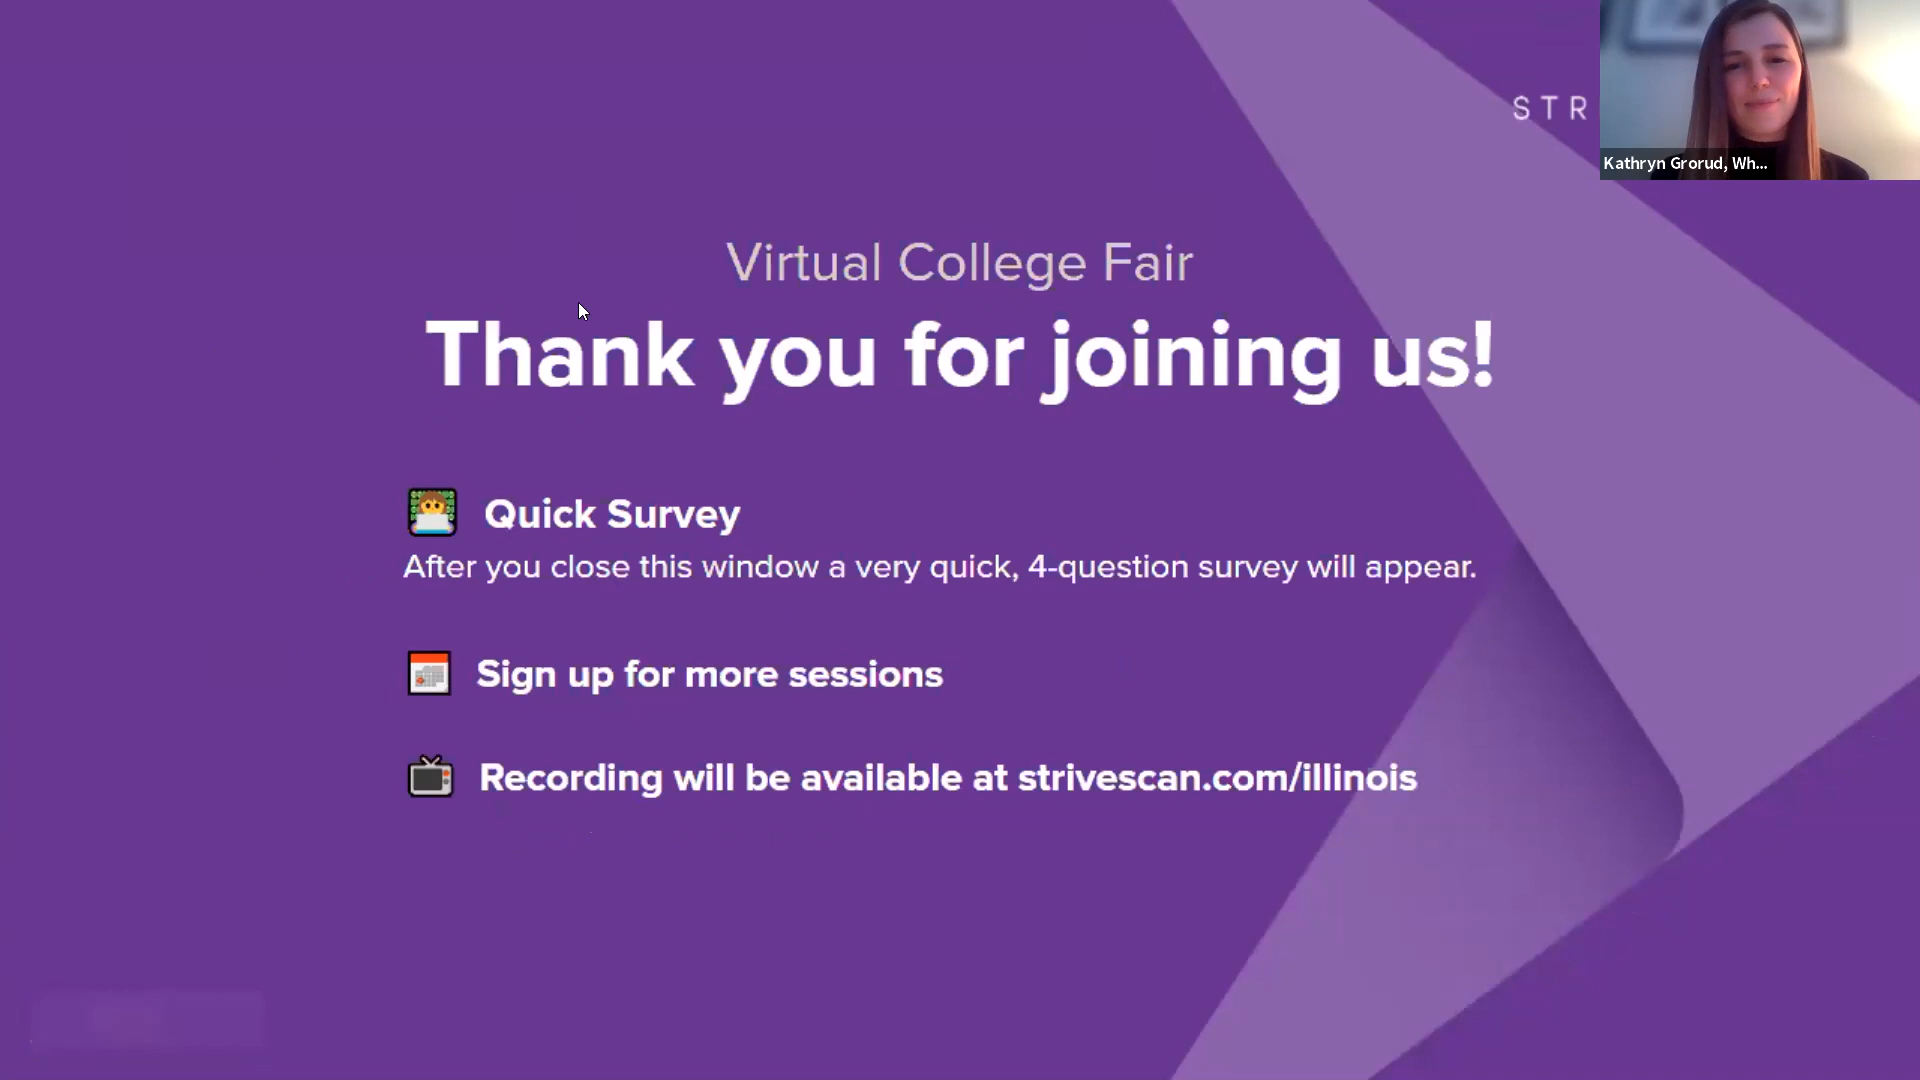 STR
Kathryn Grorud, Wh...
Virtual College Fair
Thank you for joining us!
Quick Survey
After you close this window a very quick, 4-question survey will appear.
Sign up for more sessions
Recording will be available at strivescan.com/illinois